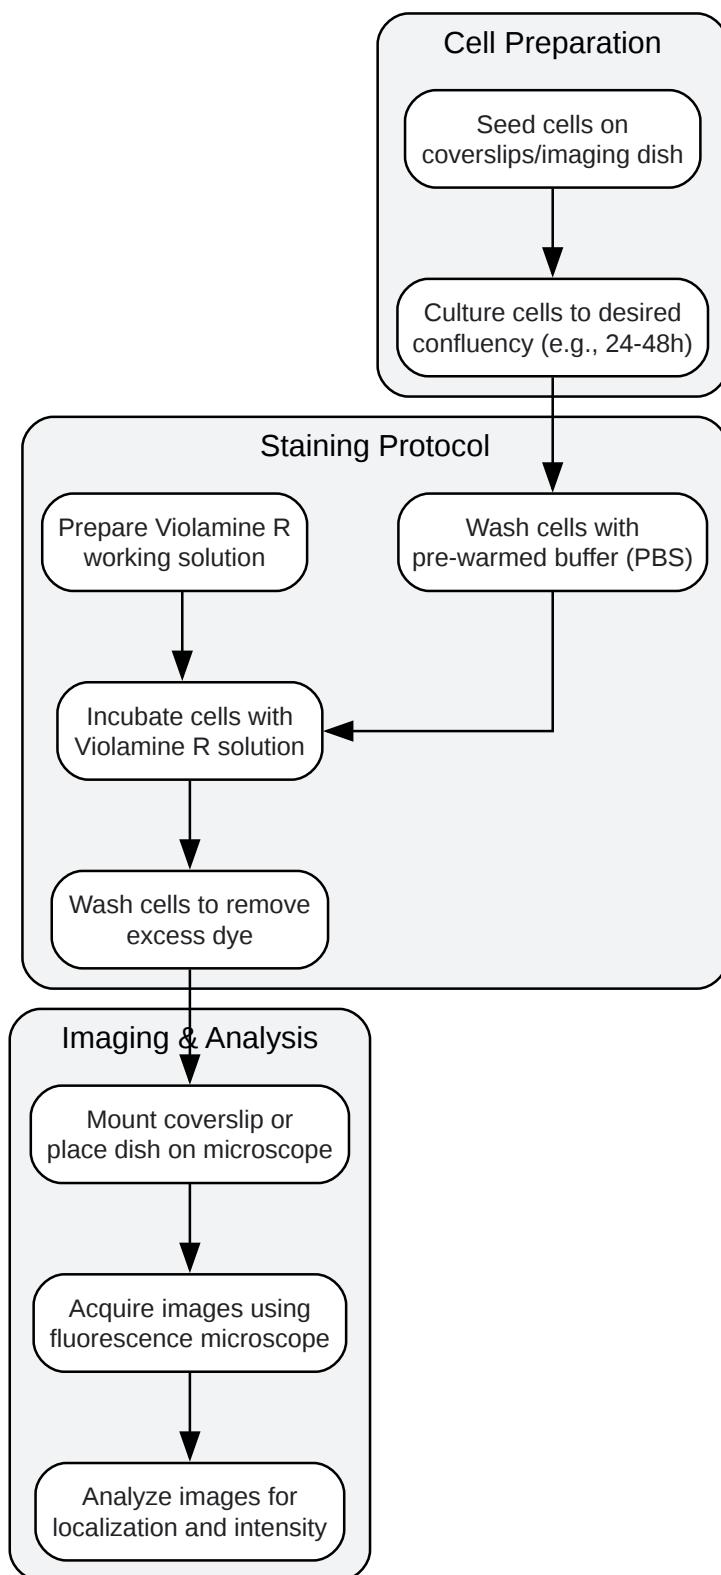 Cell Preparation
Seed cells on
coverslips/imaging dish
Culture cells to desired
confluency (e.g., 24-48h)
Staining Protocol
Prepare Violamine R
working solution
Wash cells with
pre-warmed buffer (PBS)
Incubate cells with
Violamine R solution
Wash cells to remove
excess dye
Imaging & Analysis
Mount coverslip or
place dish on microscope
Acquire images using
fluorescence microscope
Analyze images for
localization and intensity